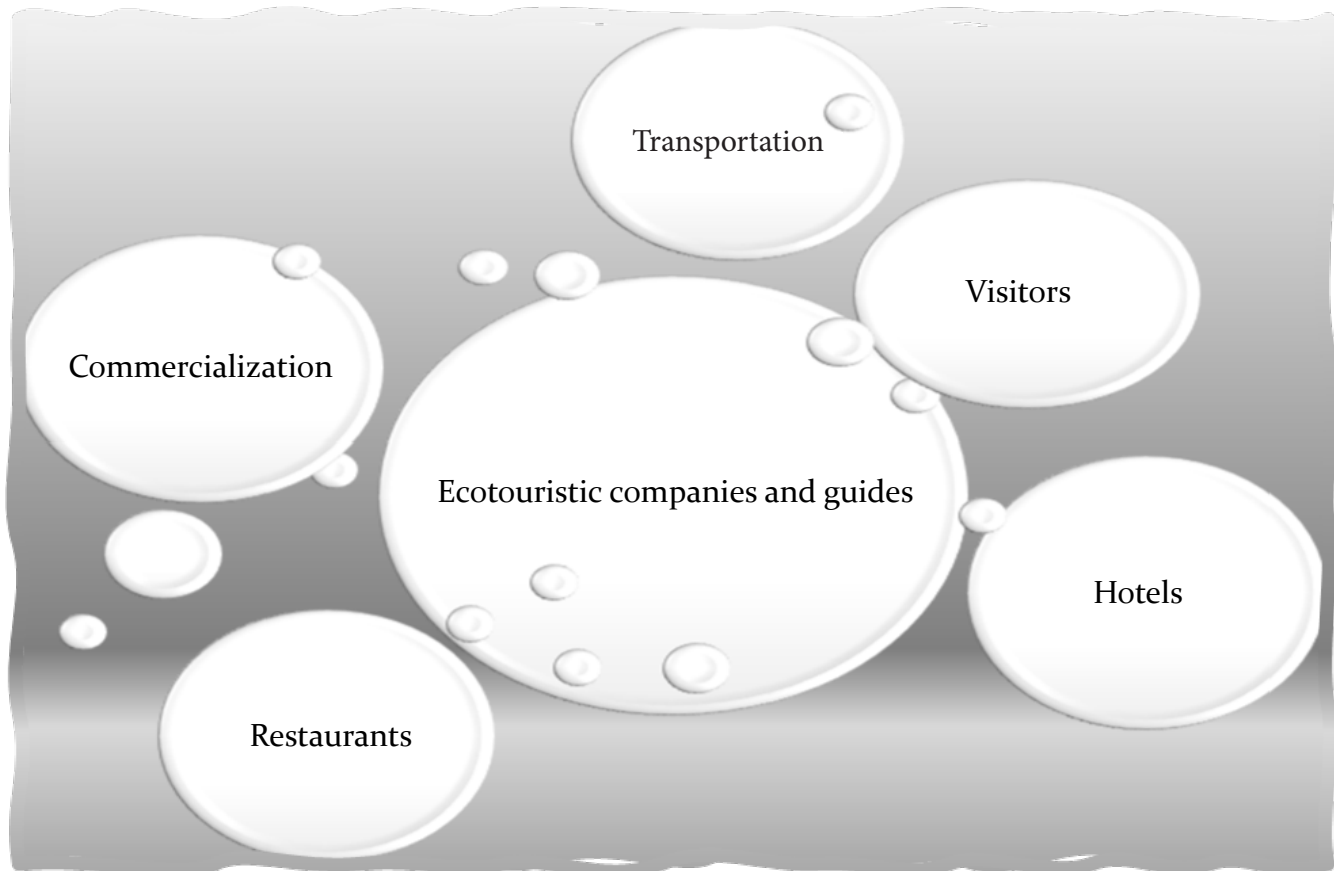 Transportation
Visitors
Commercialization
Ecotouristic companies and guides
Hotels
Restaurants